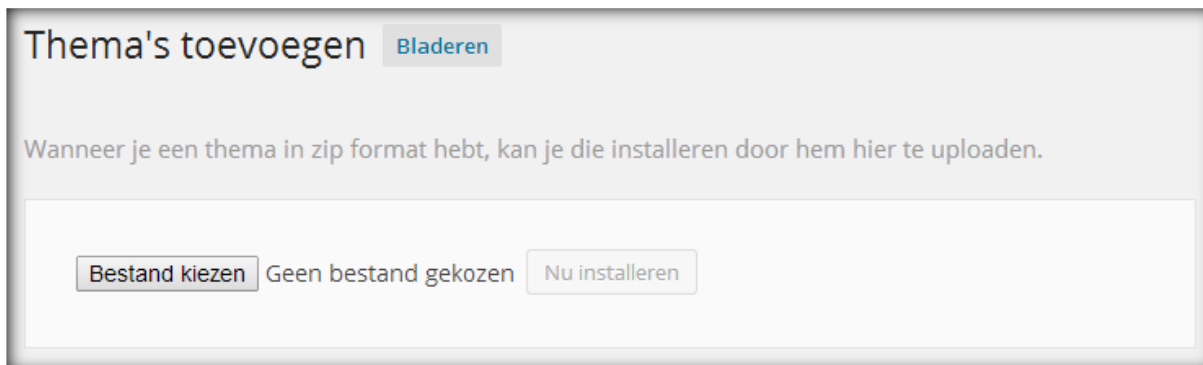 Thema's toevoegen Bladeren
Wanneer je een thema in zip format hebt, kan je die installeren door hem hier te uploaden.
Bestand kiezen Geen bestand gekozen Nu installeren